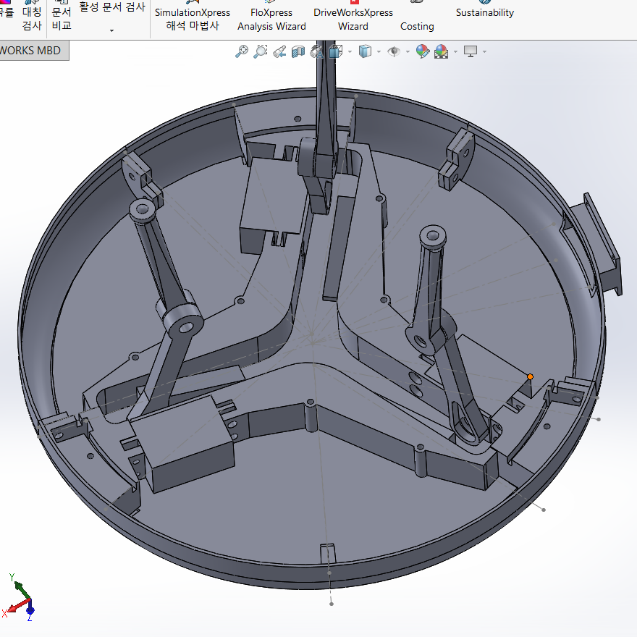 대칭
검사
문서
비교
활성 문서 검사
SimulationXpress
해석 마법사
FloXpress
Analysis Wizard
DriveWorksXpress
Wizard
Costing
Sustainability
WORKS MBD
Y
X
Z